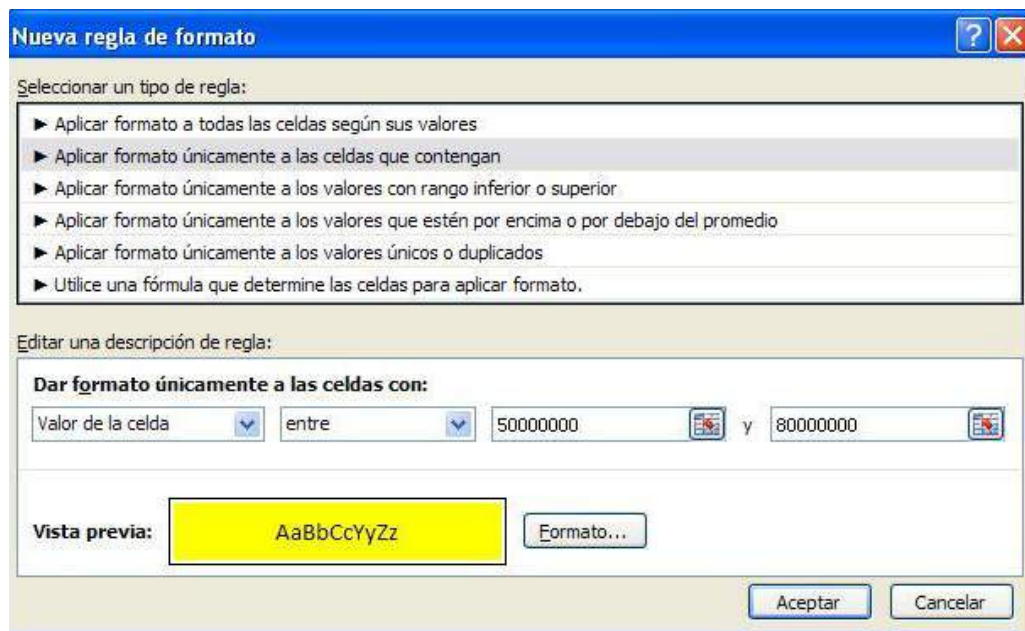 Nueva regla de formato
Seleccionar un tipo de regla:
► Aplicar formato a todas las celdas según sus valores
► Aplicar formato únicamente a las celdas que contengan
► Aplicar formato únicamente a los valores con rango inferior o superior
► Aplicar formato únicamente a los valores que estén por encima o por debajo del promedio
► Aplicar formato únicamente a los valores únicos o duplicados
► Utilice una fórmula que determine las celdas para aplicar formato.
Editar una descripción de regla:
Dar formato únicamente a las celdas con:
Valor de la celda entre 50000000 y 80000000
Vista previa: AaBbCcYyZz Formato...
Aceptar Cancelar